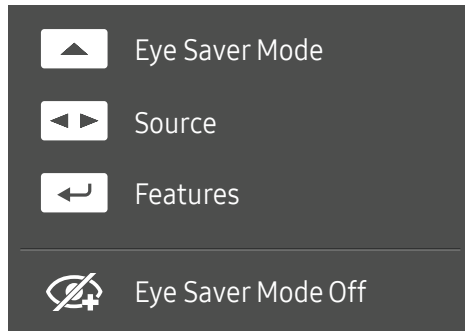 Eye Saver Mode
Source
Features
Eye Saver Mode Off